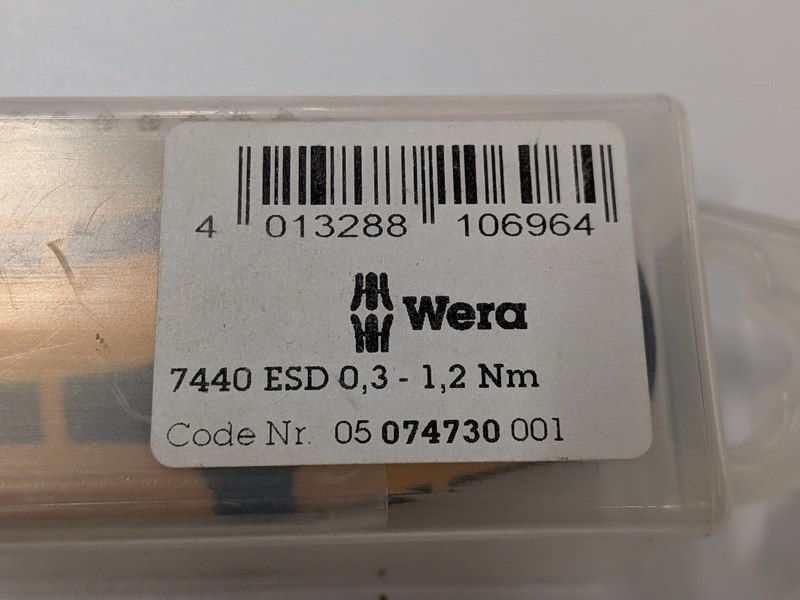 4 013288 106964
Wera
7440 ESD 0,3 - 1,2 Nm
Code Nr. 05 074730 001